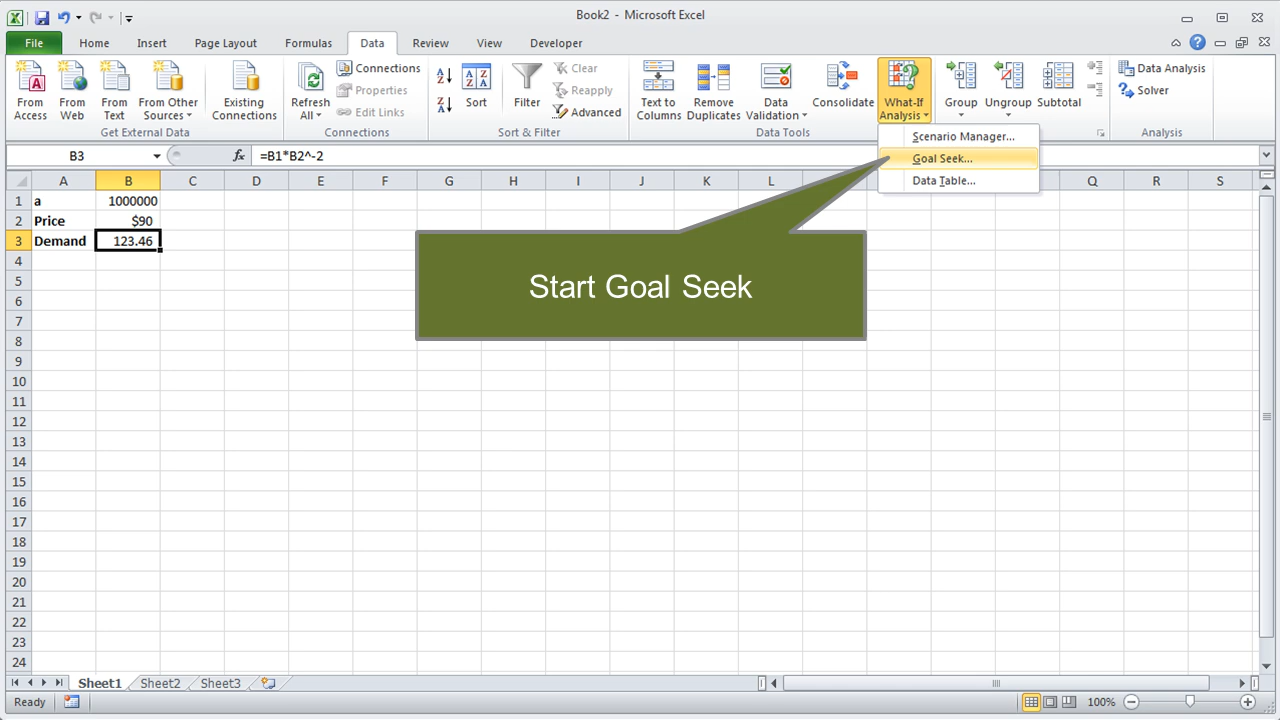 Book2 - Microsoft Excel
File Home Insert Page Layout Formulas Data Review View Developer
From Access
From Web
From Text
From Other Sources
Existing Connections
Get External Data
Refresh All
Connections
Properties
Edit Links
Connections
Sort
Filter
Clear
Reapply
Advanced
Sort & Filter
Text to Columns
Remove Duplicates
Data Validation
Consolidate
What-If Analysis
Data Tools
Group
Ungroup
Subtotal
Data Analysis
Solver
Analysis
Scenario Manager...
Goal Seek...
Data Table...
B3 fx =B1*B2^-2
A B C D E F G H I J K L Q R S
1 a 1000000
2 Price $90
3 Demand 123.46
Start Goal Seek
4
5
6
7
8
9
10
11
12
13
14
15
16
17
18
19
20
21
22
23
24
Sheet1 Sheet2 Sheet3
Ready 100%